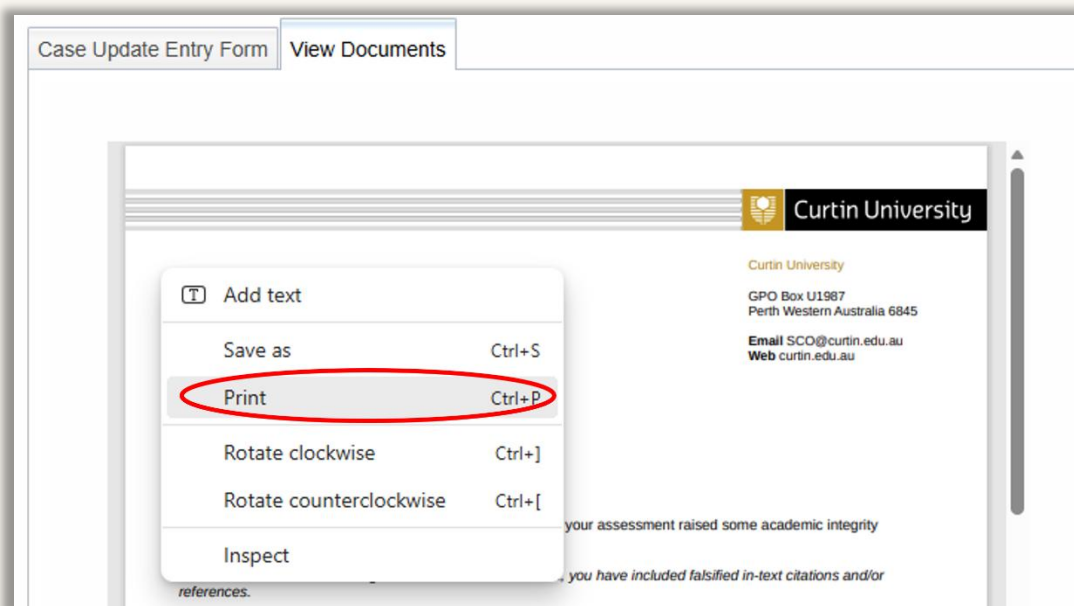 Case Update Entry Form View Documents
Curtin University
Curtin University
GPO Box U1987
Perth Western Australia 6845
Email SCO@curtin.edu.au
Web curtin.edu.au
T Add text
Save as Ctrl+S
Print Ctrl+P
Rotate clockwise Ctrl+]
Rotate counterclockwise Ctrl+[
Inspect
your assessment raised some academic integrity
, you have included falsified in-text citations and/or
references.